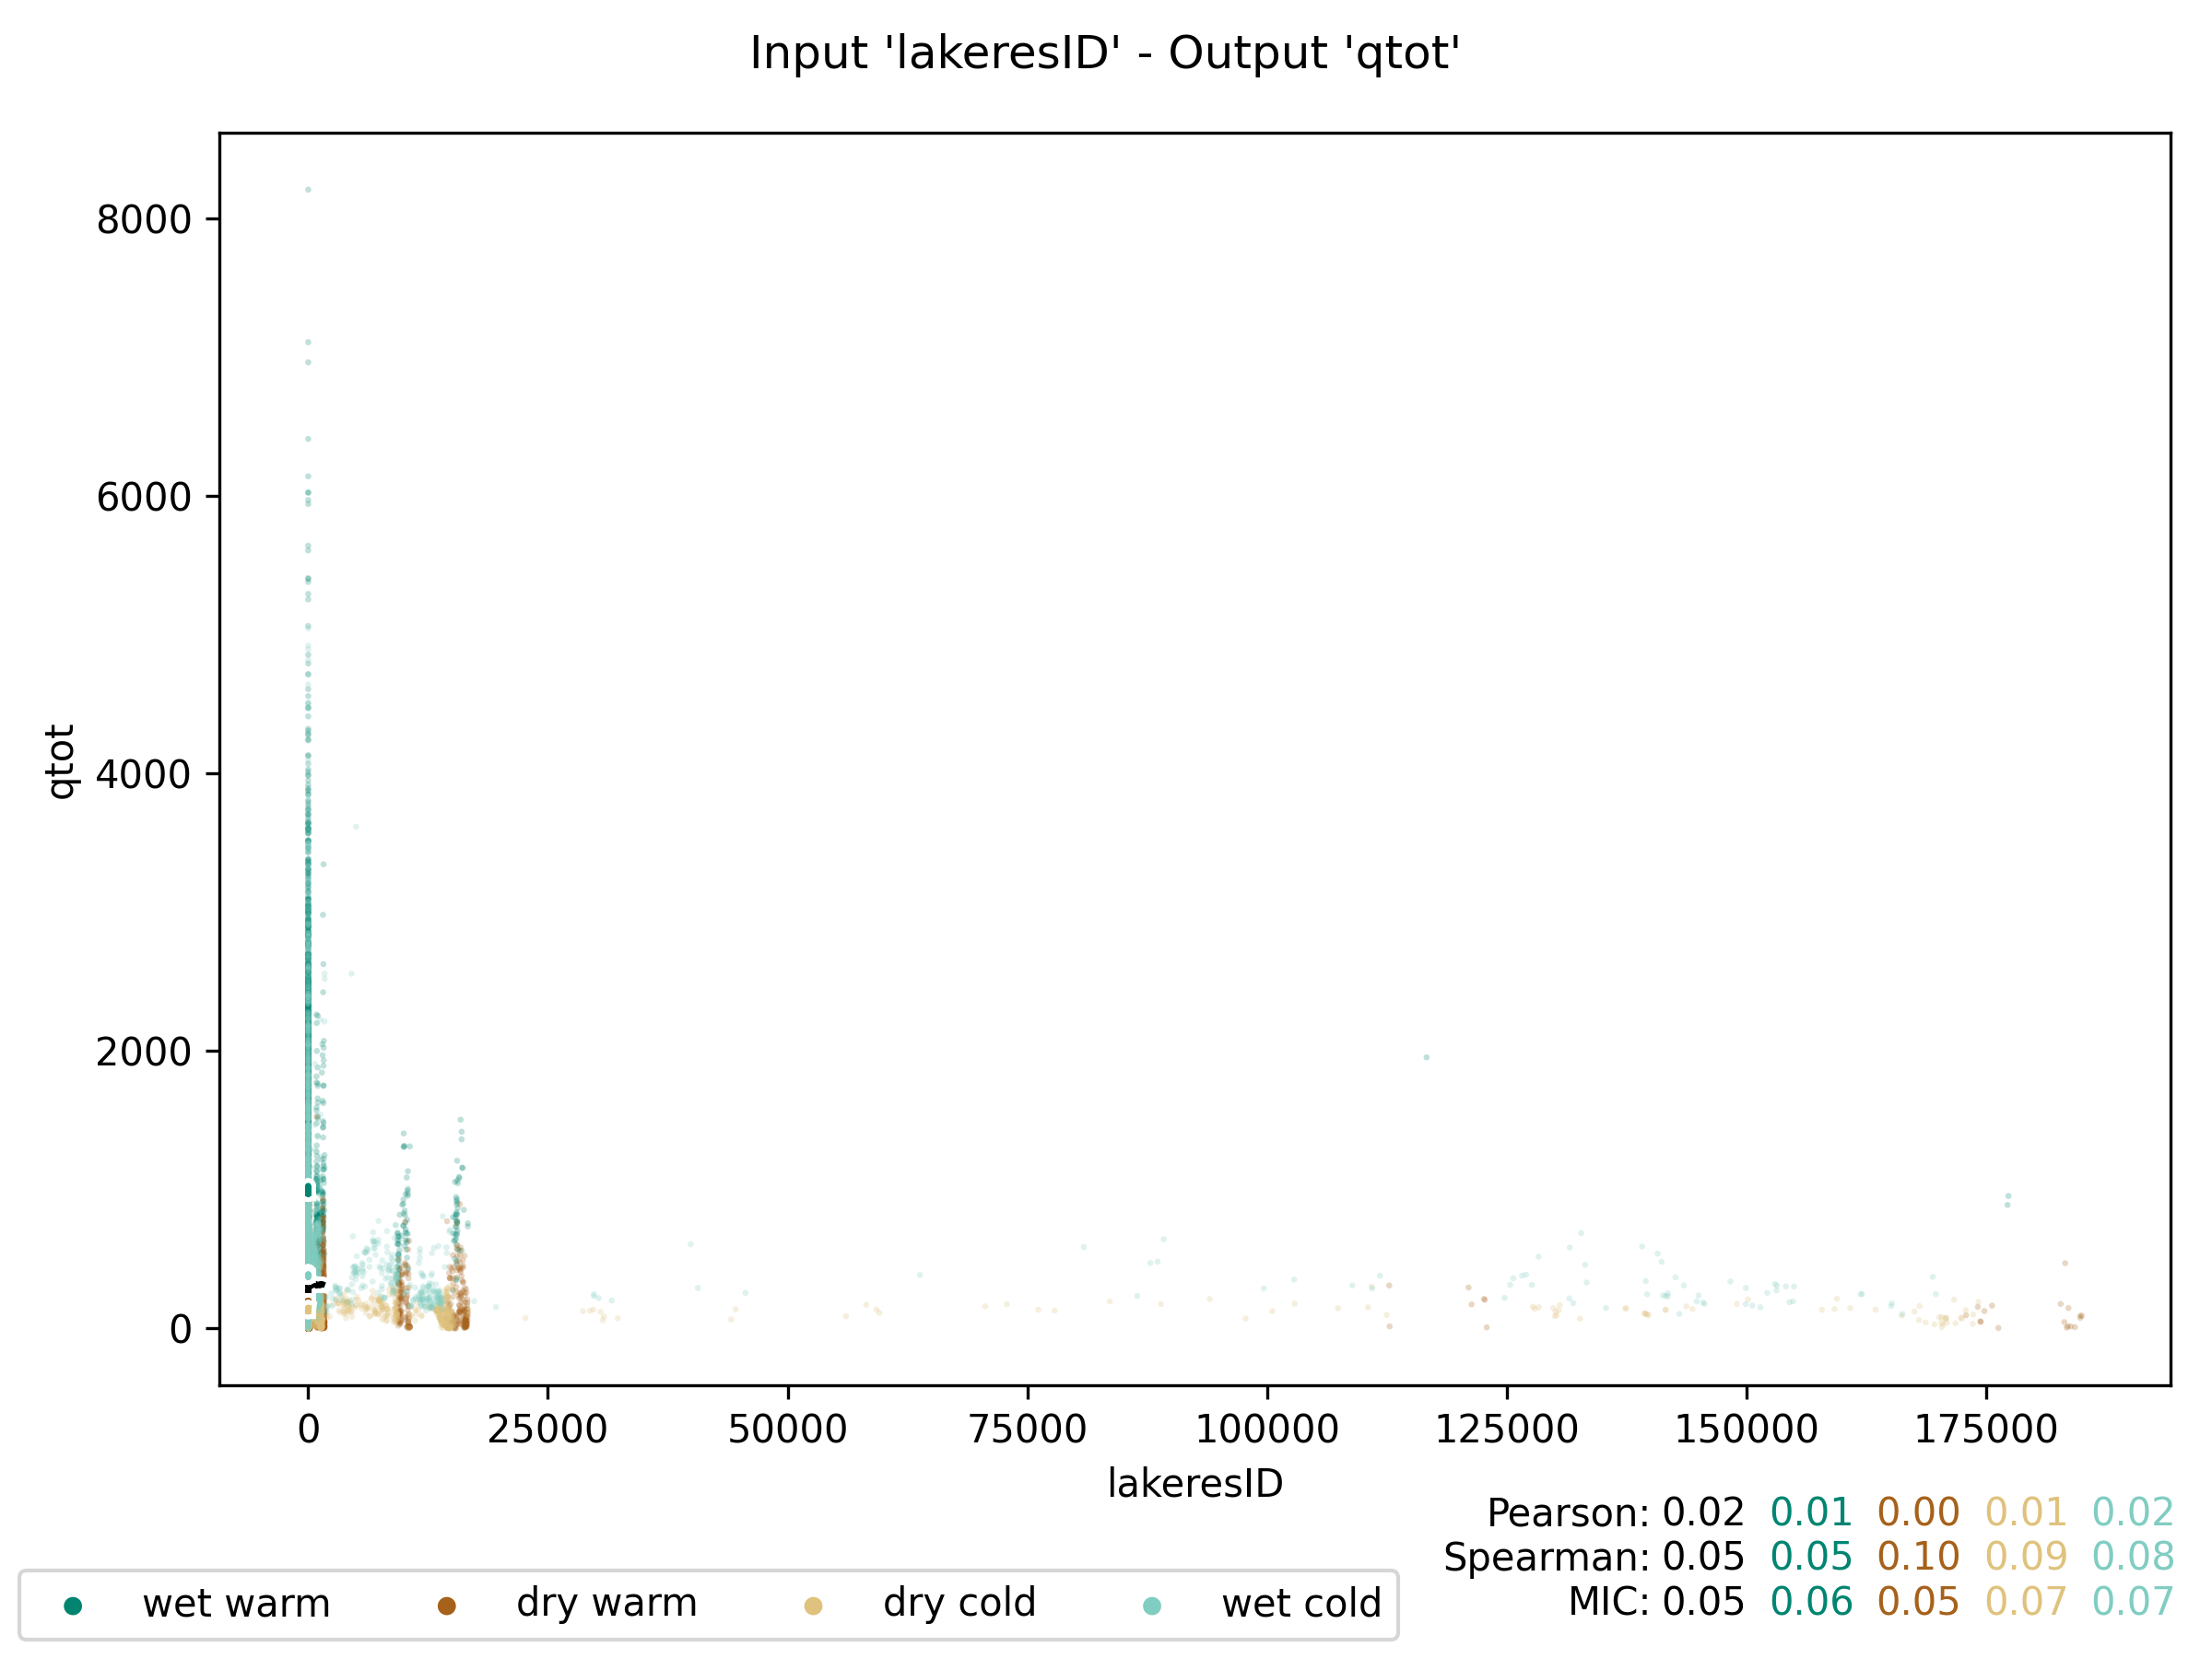 Input 'lakeresID' - Output 'qtot'
8000
6000
4000
2000
0
qtot
0 25000 50000 75000 100000 125000 150000 175000
lakeresID
Pearson: 0.02 0.01 0.00 0.01 0.02
Spearman: 0.05 0.05 0.10 0.09 0.08
MIC: 0.05 0.06 0.05 0.07 0.07
wet warm dry warm dry cold wet cold